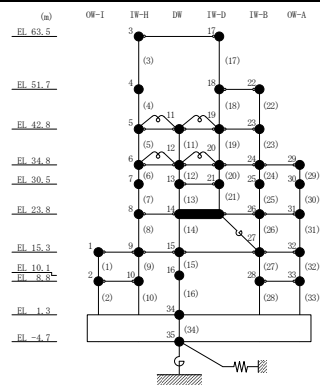 (m) OW-I IW-H DW IW-D IW-B OW-A
EL 63.5 3 17
(3) (17)
EL 51.7 4 18 22
(4) (18) (22)
11 19
EL 42.8 5 23
(5) (11) (19) (23)
12 20
EL 34.8 6 24 29
(6) (12) (20) (24) (29)
EL 30.5 7 13 21 25 30
(7) (13) (21) (25) (30)
EL 23.8 8 14 26 31
(8) (14) (26) (31)
27
EL 15.3 1 9 15 32
(1) (9) (15) (27) (32)
EL 10.1 16
EL 8.8 2 10 28 33
(2) (10) (16) (28) (33)
EL 1.3 34
(34)
EL -4.7 35